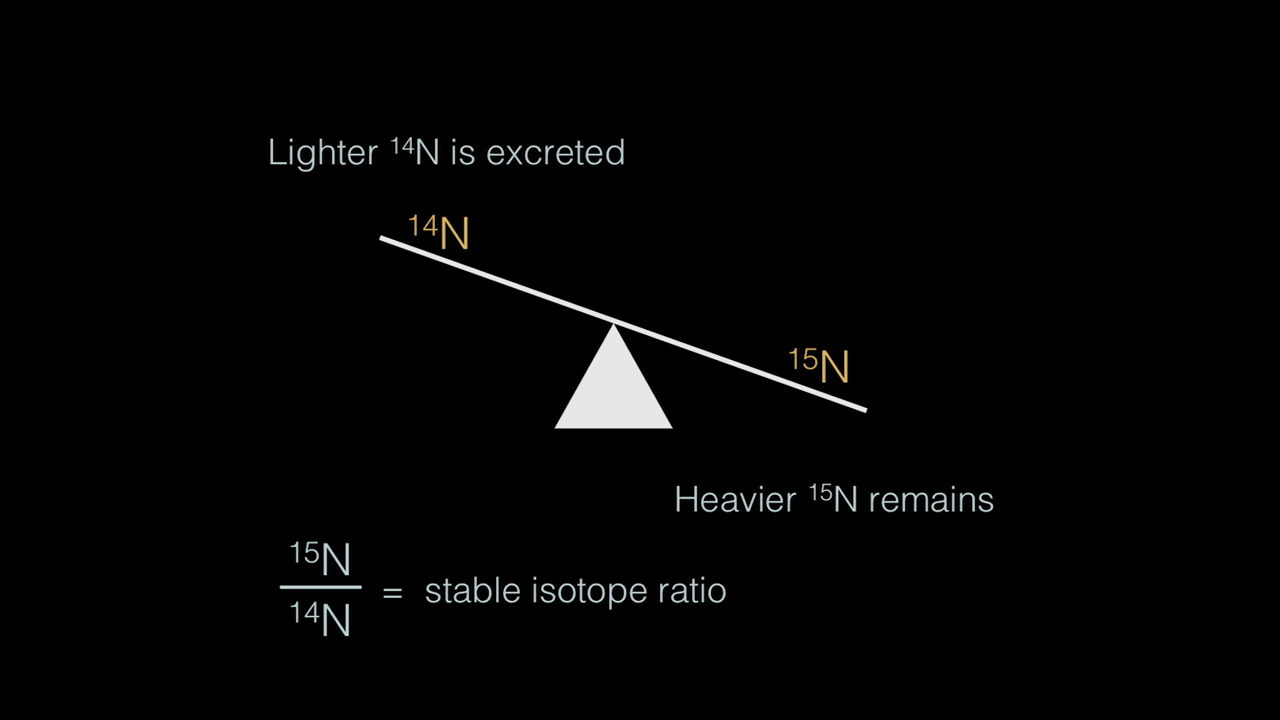 Lighter ¹⁴N is excreted
¹⁴N
¹⁵N
Heavier ¹⁵N remains
¹⁵N
= stable isotope ratio
¹⁴N